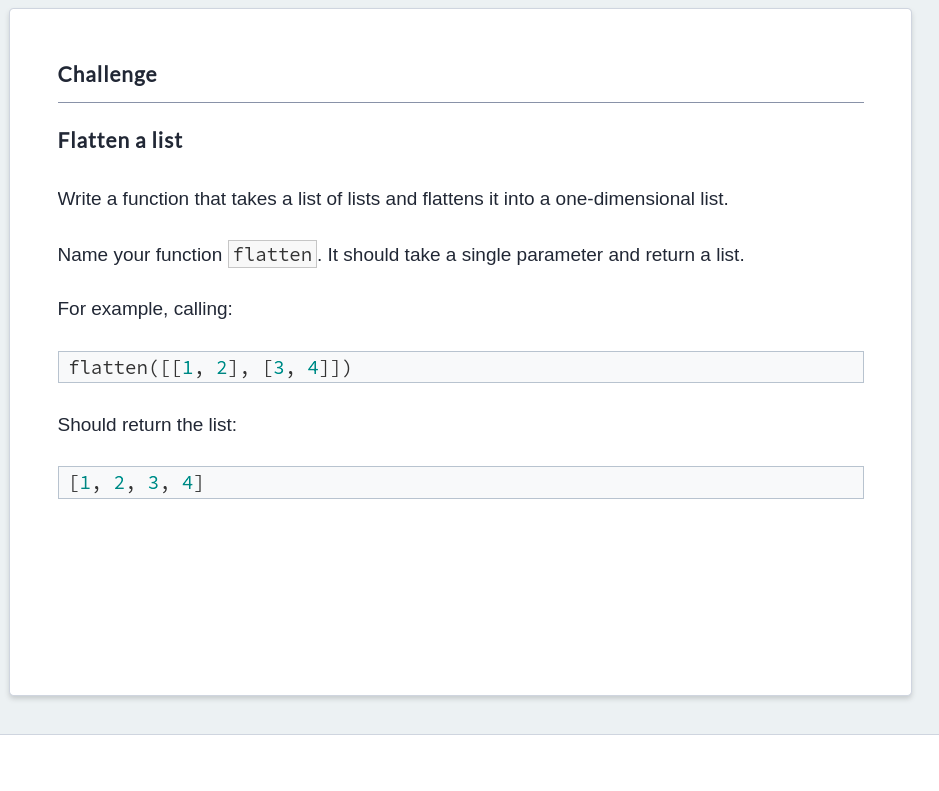 Challenge
Flatten a list
Write a function that takes a list of lists and flattens it into a one-dimensional list.
Name your function flatten. It should take a single parameter and return a list.
For example, calling:
flatten([[1, 2], [3, 4]])
Should return the list:
[1, 2, 3, 4]